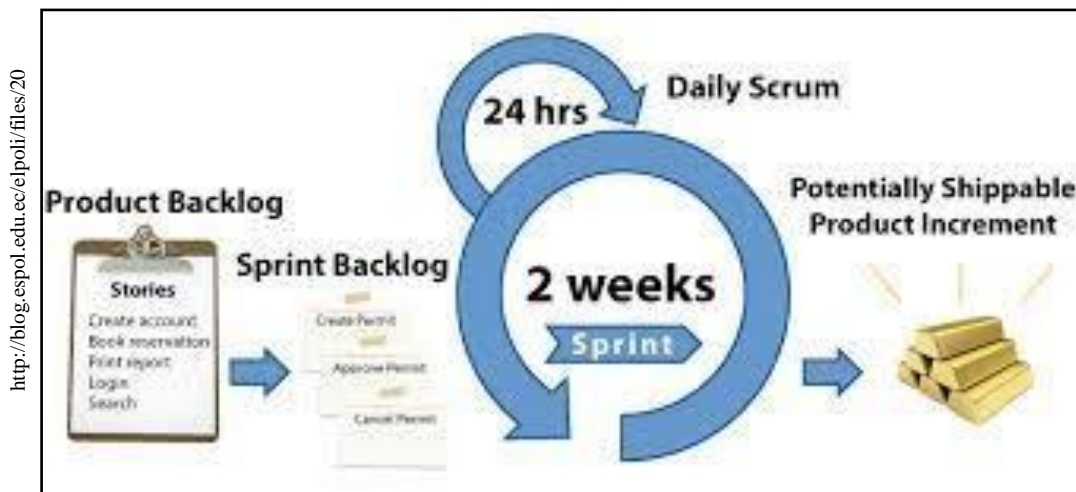 http://blog.espol.edu.ec/elpoli/files/20
24 hrs
Daily Scrum
Product Backlog
Stories
Create account
Book reservation
Print report
Login
Search
Sprint Backlog
Create Permit
Approve Permit
Cancel Permit
2 weeks
Sprint
Potentially Shippable
Product Increment